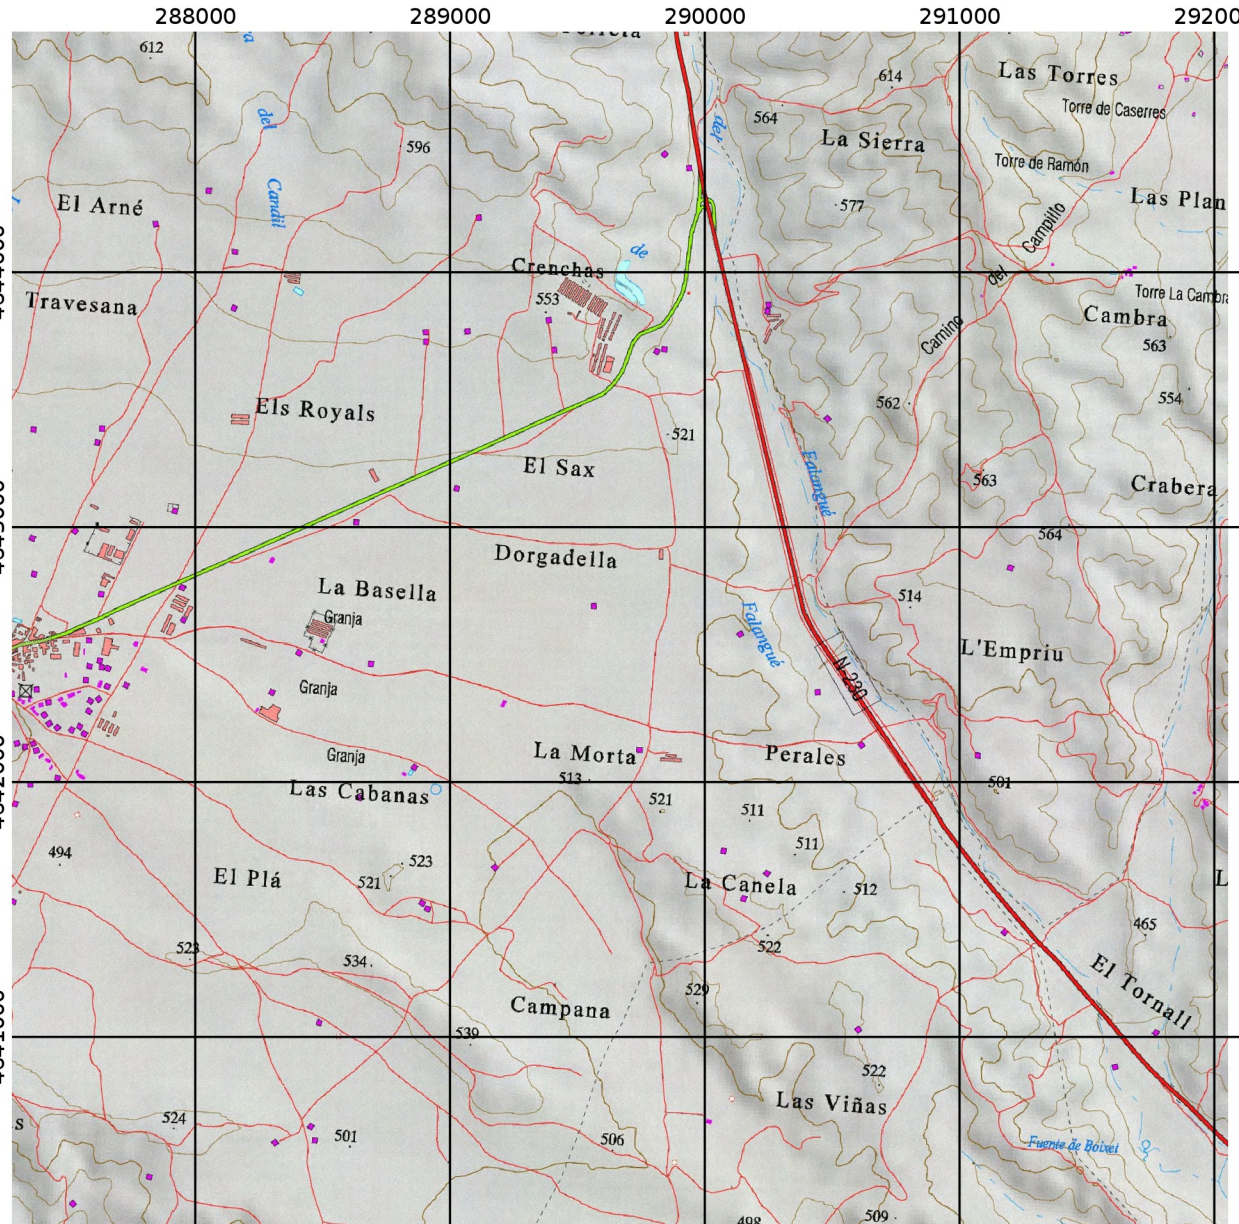 288000 289000 290000 291000 29200
612
del
Candil
596
El Arné
Travesana
553
Crenchas
de
del
564
614
La Sierra
577
Las Torres
Torre de Caserres
Torre de Ramón
Las Plan
Campillo
del
Camino
Torre La Cambra
Cambra
563
562
554
Els Royals
El Sax
521
Falangué
563
Crabera
564
Dorgadella
La Basella
Granja
Granja
Granja
Falangué
514
L'Empriu
N-230
La Morta
Perales
513
Las Cabanas
521
511
511
501
494
El Plá
523
521
La Canela
512
L
523
534
522
465
El Tornall
529
Campana
539
522
Las Viñas
s
524
501
506
Fuente de Boixet
498
509